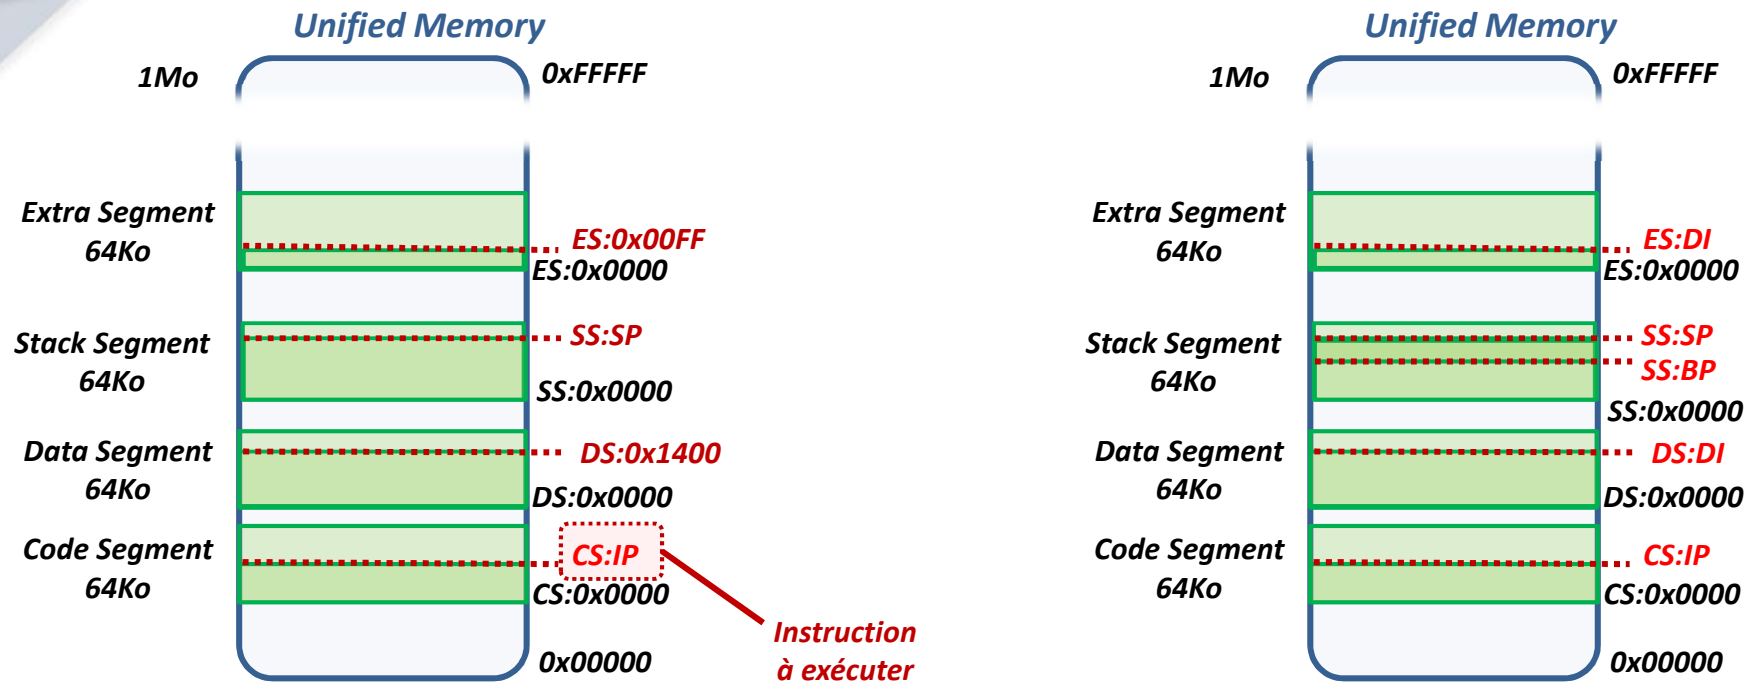 Unified Memory
1Mo
0xFFFFF
Extra Segment
64Ko
ES:0x00FF
ES:0x0000
Stack Segment
64Ko
SS:SP
SS:0x0000
Data Segment
64Ko
DS:0x1400
DS:0x0000
Code Segment
64Ko
CS:IP
CS:0x0000
Instruction
à exécuter
0x00000
Unified Memory
1Mo
0xFFFFF
Extra Segment
64Ko
ES:DI
ES:0x0000
Stack Segment
64Ko
SS:SP
SS:BP
SS:0x0000
Data Segment
64Ko
DS:DI
DS:0x0000
Code Segment
64Ko
CS:IP
CS:0x0000
0x00000